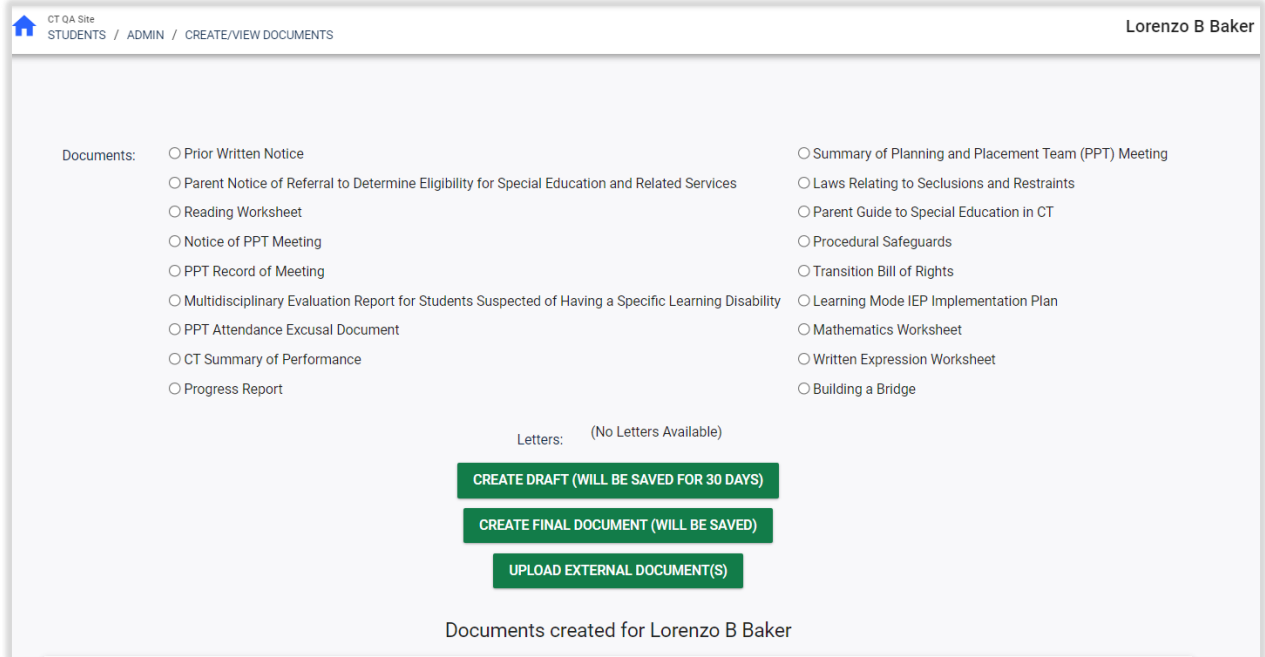 CT QA Site
STUDENTS / ADMIN / CREATE/VIEW DOCUMENTS
Lorenzo B Baker
Documents:
Prior Written Notice
Parent Notice of Referral to Determine Eligibility for Special Education and Related Services
Reading Worksheet
Notice of PPT Meeting
PPT Record of Meeting
Multidisciplinary Evaluation Report for Students Suspected of Having a Specific Learning Disability
PPT Attendance Excusal Document
CT Summary of Performance
Progress Report
Summary of Planning and Placement Team (PPT) Meeting
Laws Relating to Seclusions and Restraints
Parent Guide to Special Education in CT
Procedural Safeguards
Transition Bill of Rights
Learning Mode IEP Implementation Plan
Mathematics Worksheet
Written Expression Worksheet
Building a Bridge
Letters: (No Letters Available)
CREATE DRAFT (WILL BE SAVED FOR 30 DAYS)
CREATE FINAL DOCUMENT (WILL BE SAVED)
UPLOAD EXTERNAL DOCUMENT(S)
Documents created for Lorenzo B Baker